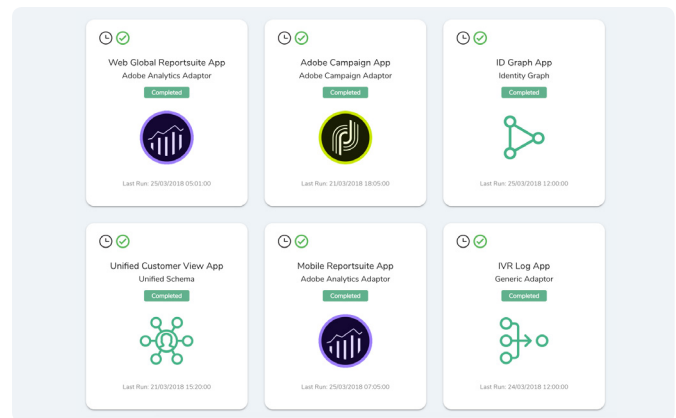 Web Global Reportsuite App
Adobe Analytics Adaptor
Completed
Last Run: 25/03/2018 05:01:00
Adobe Campaign App
Adobe Campaign Adaptor
Completed
Last Run: 21/03/2018 18:05:00
ID Graph App
Identity Graph
Completed
Last Run: 25/03/2018 12:00:00
Unified Customer View App
Unified Schema
Completed
Last Run: 21/03/2018 15:20:00
Mobile Reportsuite App
Adobe Analytics Adaptor
Completed
Last Run: 25/03/2018 07:05:00
IVR Log App
Generic Adaptor
Completed
Last Run: 24/03/2018 12:00:00